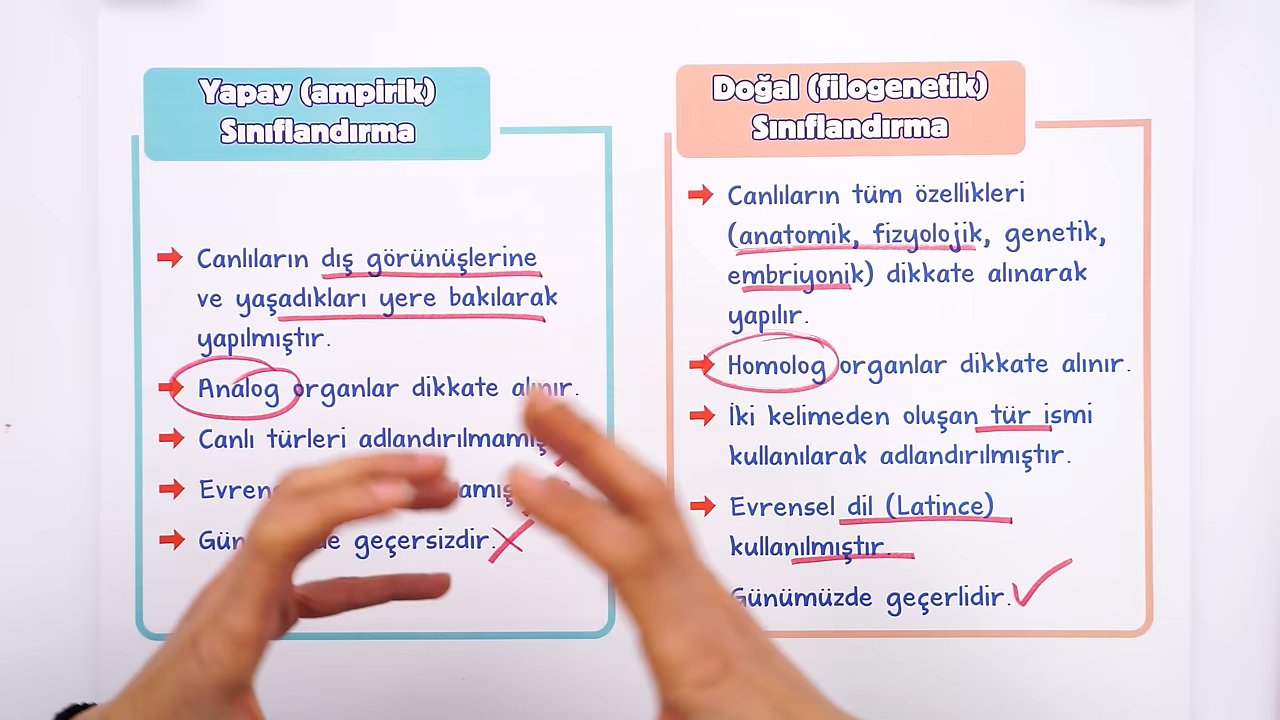 Yapay (ampirik)
Sınıflandırma
Canlıların dış görünüşlerine
ve yaşadıkları yere bakılarak
yapılmıştır.
Analog organlar dikkate alınır.
Canlı türleri adlandırılmamış
geçersizdir.
Doğal (filogenetik)
Sınıflandırma
Canlıların tüm özellikleri
(anatomik, fizyolojik, genetik,
embriyonik) dikkate alınarak
yapılır.
Homolog organlar dikkate alınır.
İki kelimeden oluşan tür ismi
kullanılarak adlandırılmıştır.
Evrensel dil (Latince)
kullanılmıştır.
Günümüzde geçerlidir.